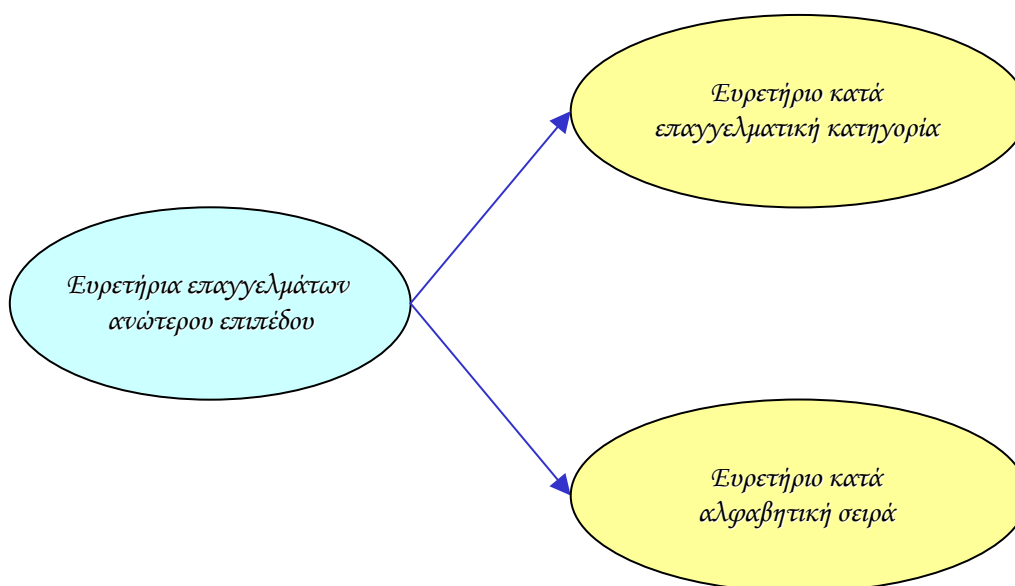 Ευρετήριο κατά
επαγγελματική κατηγορία
Ευρετήρια επαγγελμάτων
ανώτερου επιπέδου
Ευρετήριο κατά
αλφαβητική σειρά